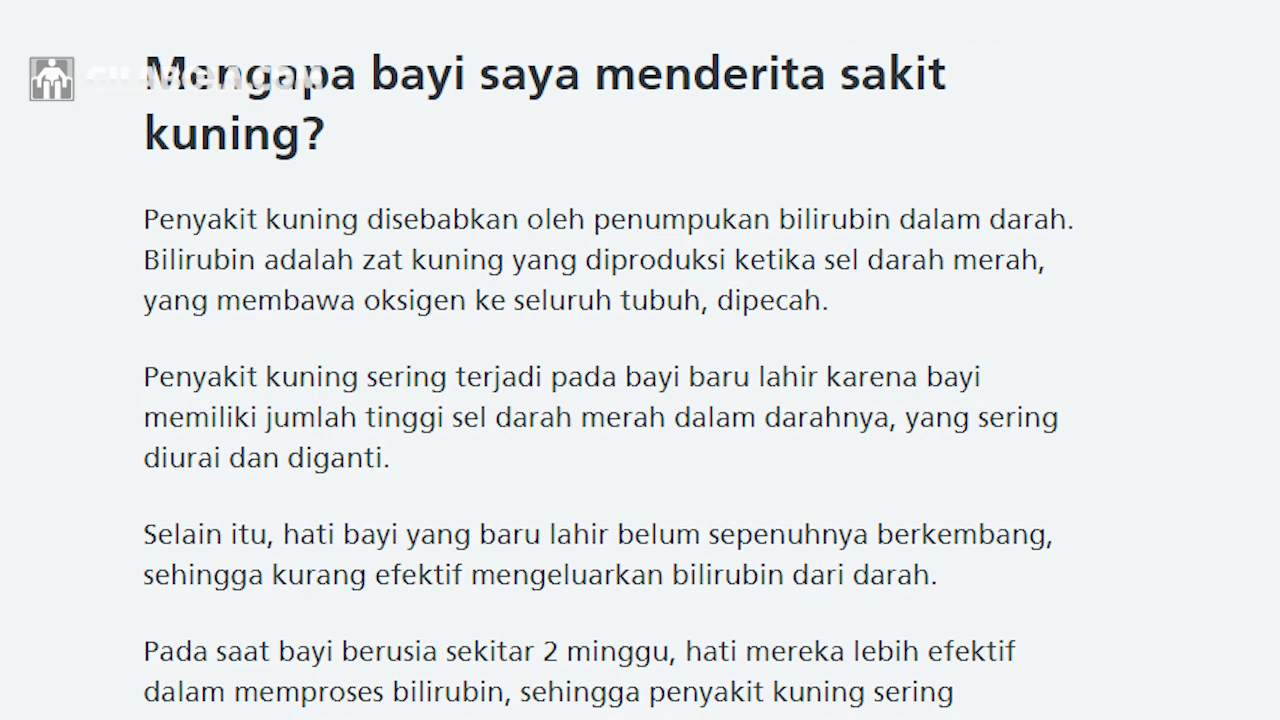 Mengapa bayi saya menderita sakit
kuning?
Penyakit kuning disebabkan oleh penumpukan bilirubin dalam darah.
Bilirubin adalah zat kuning yang diproduksi ketika sel darah merah,
yang membawa oksigen ke seluruh tubuh, dipecah.
Penyakit kuning sering terjadi pada bayi baru lahir karena bayi
memiliki jumlah tinggi sel darah merah dalam darahnya, yang sering
diurai dan diganti.
Selain itu, hati bayi yang baru lahir belum sepenuhnya berkembang,
sehingga kurang efektif mengeluarkan bilirubin dari darah.
Pada saat bayi berusia sekitar 2 minggu, hati mereka lebih efektif
dalam memproses bilirubin, sehingga penyakit kuning sering